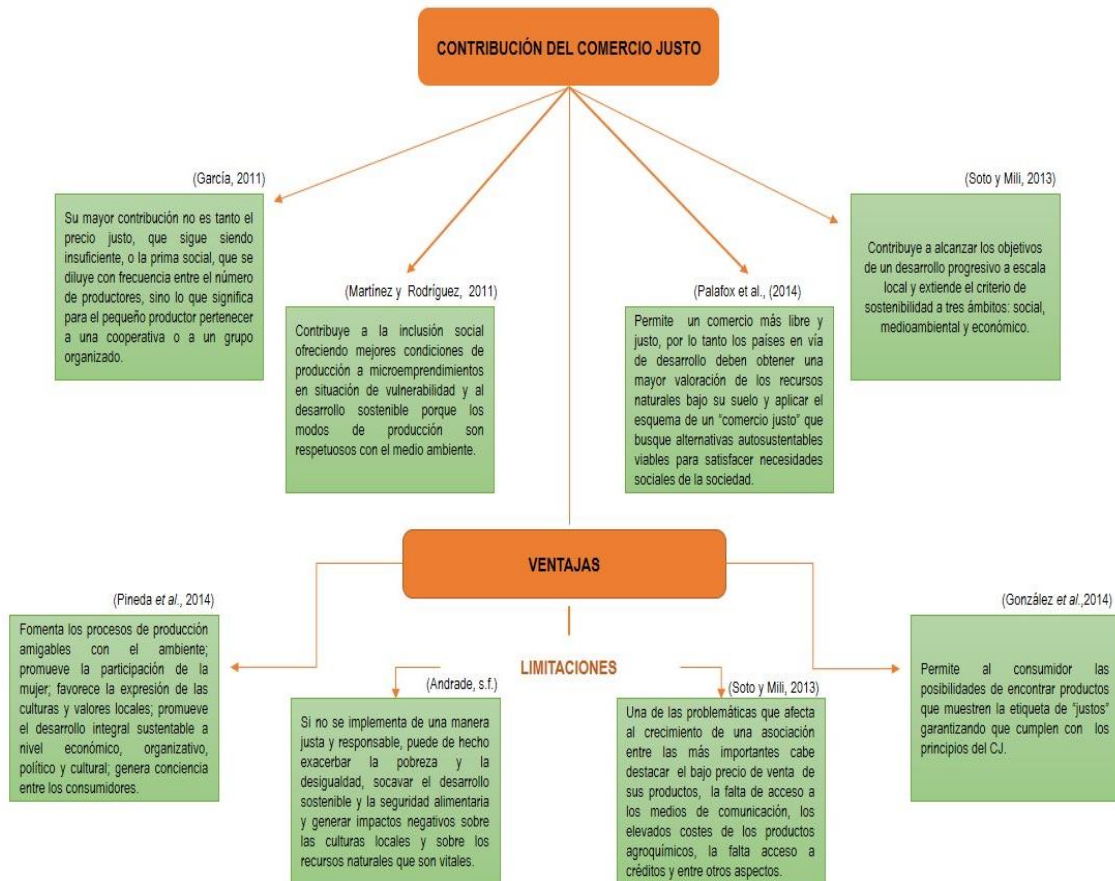 CONTRIBUCIÓN DEL COMERCIO JUSTO
(García, 2011)
Su mayor contribución no es tanto el
precio justo, que sigue siendo
insuficiente, o la prima social, que se
diluye con frecuencia entre el número
de productores, sino lo que significa
para el pequeño productor pertenecer
a una cooperativa o a un grupo
organizado.
(Martínez y Rodríguez, 2011)
Contribuye a la inclusión social
ofreciendo mejores condiciones de
producción a microemprendimientos
en situación de vulnerabilidad y al
desarrollo sostenible porque los
modos de producción son
respetuosos con el medio ambiente.
(Palafox et al., (2014)
Permite un comercio más libre y
justo, por lo tanto los países en vía
de desarrollo deben obtener una
mayor valoración de los recursos
naturales bajo su suelo y aplicar el
esquema de un "comercio justo" que
busque alternativas autosustentables
viables para satisfacer necesidades
sociales de la sociedad.
(Soto y Mili, 2013)
Contribuye a alcanzar los objetivos
de un desarrollo progresivo a escala
local y extiende el criterio de
sostenibilidad a tres ámbitos: social,
medioambiental y económico.
VENTAJAS
(Pineda et al., 2014)
Fomenta los procesos de producción
amigables con el ambiente;
promueve la participación de la
mujer; favorece la expresión de las
culturas y valores locales; promueve
el desarrollo integral sustentable a
nivel económico, organizativo,
político y cultural; genera conciencia
entre los consumidores.
(González et al.,2014)
Permite al consumidor las
posibilidades de encontrar productos
que muestren la etiqueta de "justos"
garantizando que cumplen con los
principios del CJ.
LIMITACIONES
(Andrade, s.f.)
Si no se implementa de una manera
justa y responsable, puede de hecho
exacerbar la pobreza y la
desigualdad, socavar el desarrollo
sostenible y la seguridad alimentaria
y generar impactos negativos sobre
las culturas locales y sobre los
recursos naturales que son vitales.
(Soto y Mili, 2013)
Una de las problemáticas que afecta
al crecimiento de una asociación
entre las más importantes cabe
destacar el bajo precio de venta de
sus productos, la falta de acceso a
los medios de comunicación, los
elevados costes de los productos
agroquímicos, la falta acceso a
créditos y entre otros aspectos.